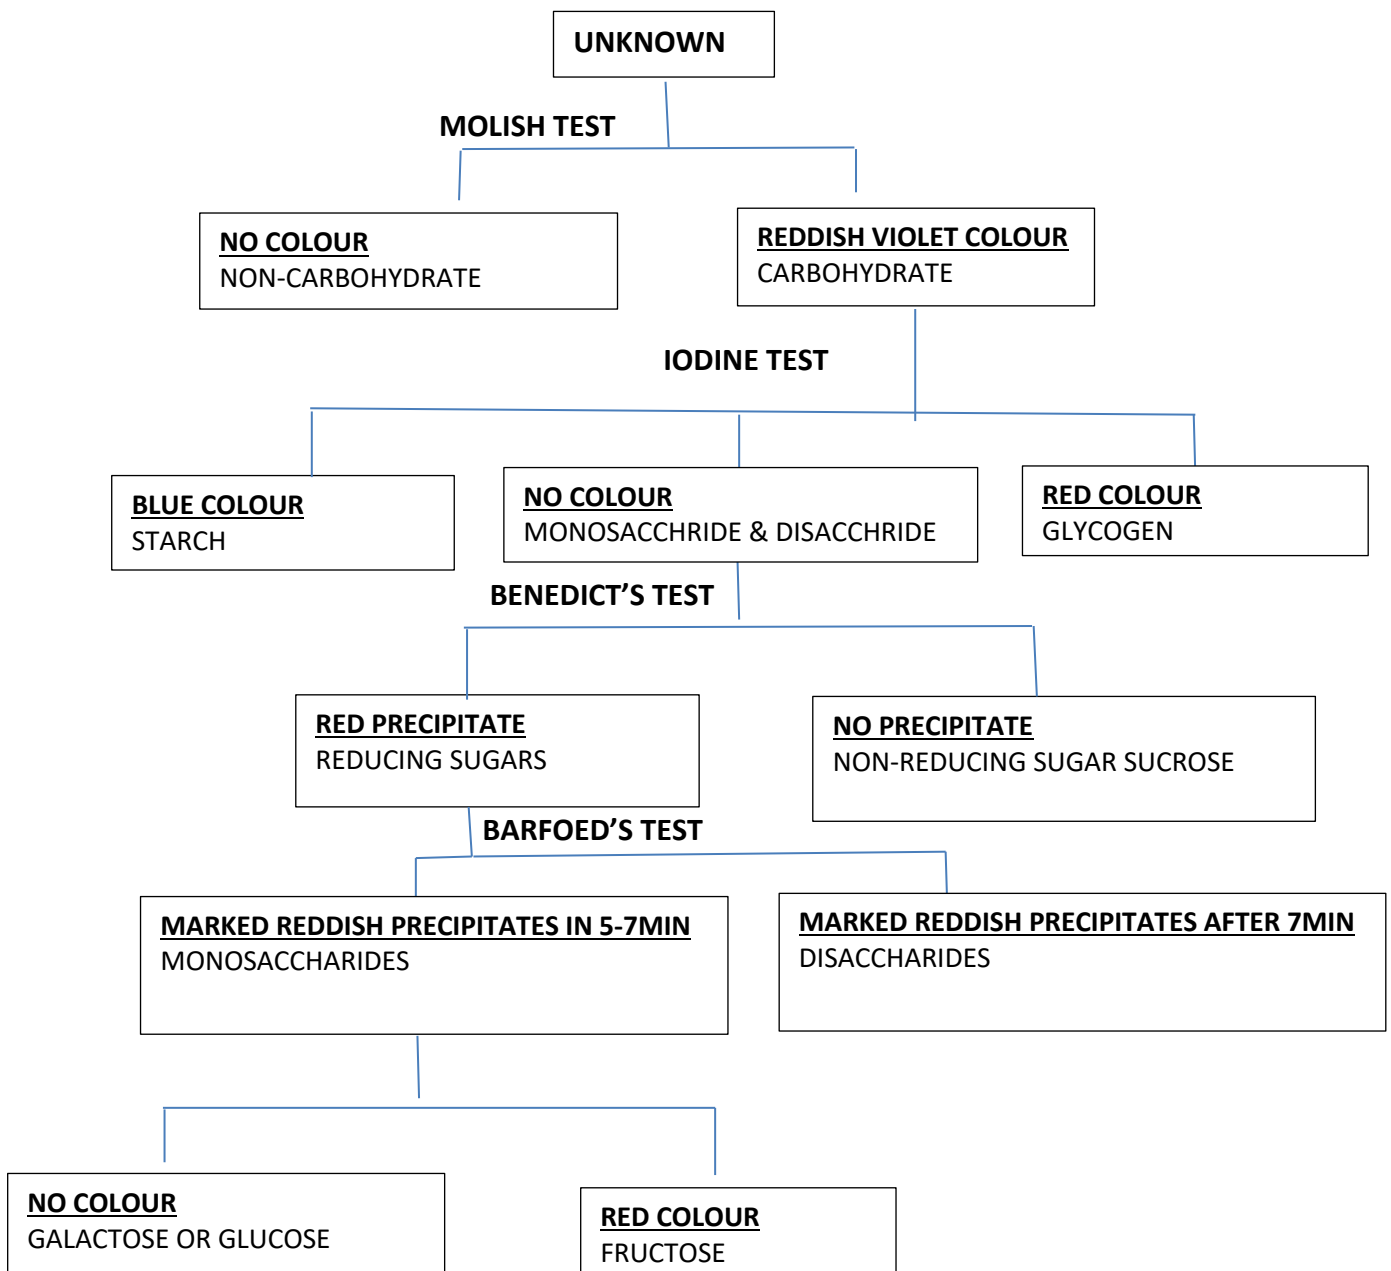 UNKNOWN
MOLISH TEST
NO COLOUR
NON-CARBOHYDRATE
REDDISH VIOLET COLOUR
CARBOHYDRATE
IODINE TEST
BLUE COLOUR
STARCH
NO COLOUR
MONOSACCHRIDE & DISACCHRIDE
RED COLOUR
GLYCOGEN
BENEDICT’S TEST
RED PRECIPITATE
REDUCING SUGARS
NO PRECIPITATE
NON-REDUCING SUGAR SUCROSE
BARFOED’S TEST
MARKED REDDISH PRECIPITATES IN 5-7MIN
MONOSACCHARIDES
MARKED REDDISH PRECIPITATES AFTER 7MIN
DISACCHARIDES
NO COLOUR
GALACTOSE OR GLUCOSE
RED COLOUR
FRUCTOSE